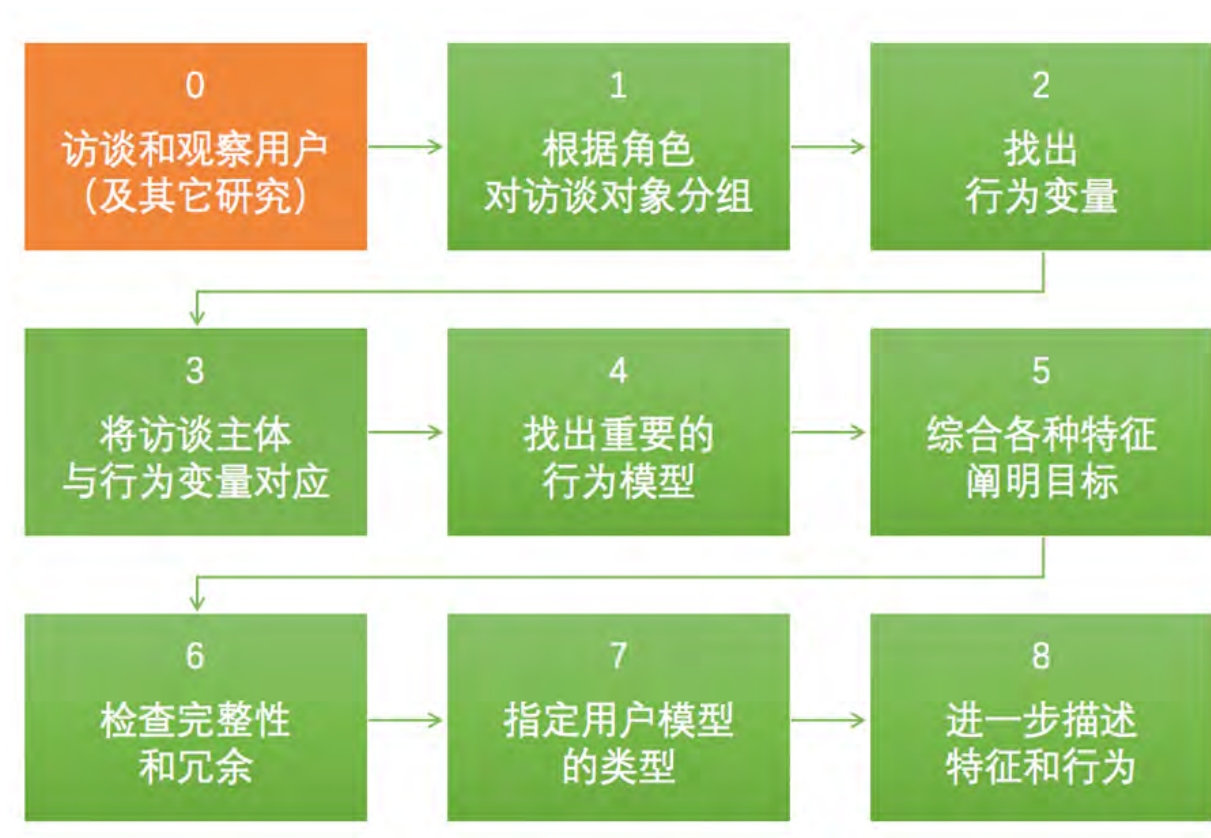 0
访谈和观察用户
（及其它研究）
1
根据角色
对访谈对象分组
2
找出
行为变量
3
将访谈主体
与行为变量对应
4
找出重要的
行为模型
5
综合各种特征
阐明目标
6
检查完整性
和冗余
7
指定用户模型
的类型
8
进一步描述
特征和行为